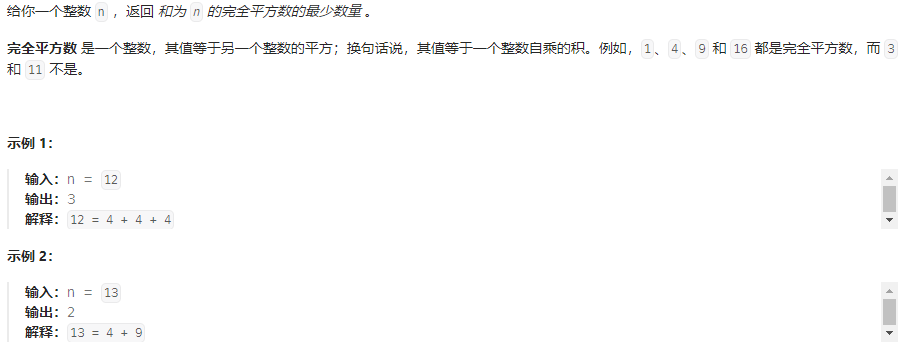 给你一个整数 n ，返回 和为 n 的完全平方数的最少数量 。
完全平方数 是一个整数，其值等于另一个整数的平方；换句话说，其值等于一个整数自乘的积。例如，1、4、9 和 16 都是完全平方数，而 3
和 11 不是。
示例 1：
输入：n = 12
输出：3
解释：12 = 4 + 4 + 4
示例 2：
输入：n = 13
输出：2
解释：13 = 4 + 9